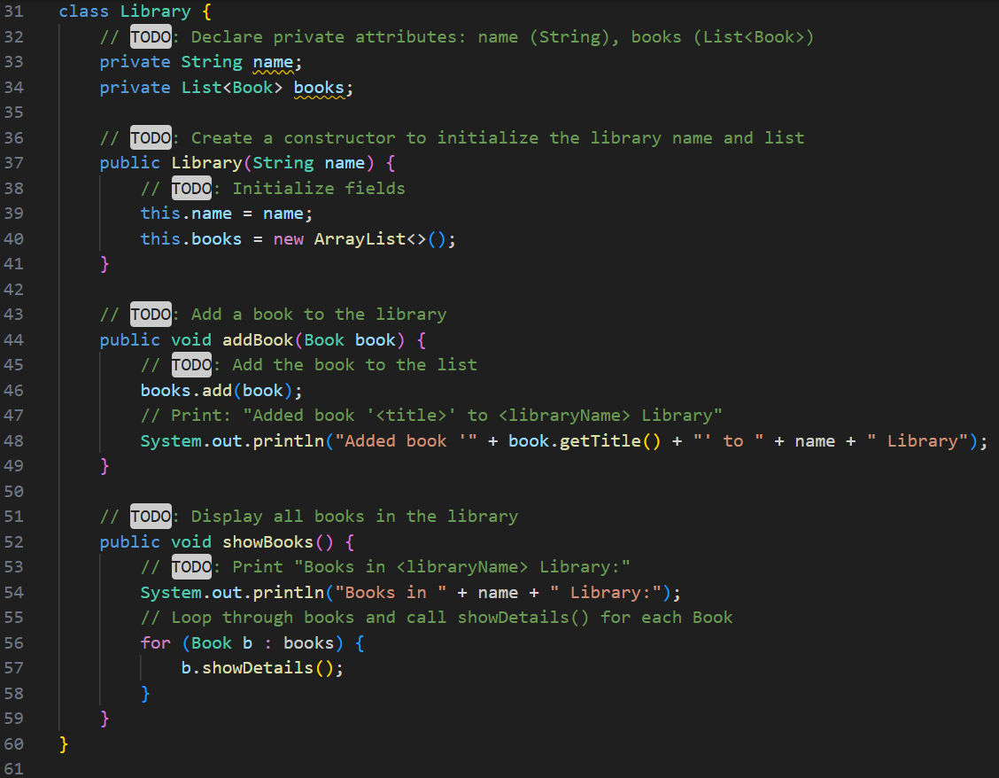 31 class Library {
32     // TODO: Declare private attributes: name (String), books (List<Book>)
33     private String name;
34     private List<Book> books;
35
36     // TODO: Create a constructor to initialize the library name and list
37     public Library(String name) {
38         // TODO: Initialize fields
39         this.name = name;
40         this.books = new ArrayList<>();
41     }
42
43     // TODO: Add a book to the library
44     public void addBook(Book book) {
45         // TODO: Add the book to the list
46         books.add(book);
47         // Print: "Added book '<title>' to <libraryName> Library"
48         System.out.println("Added book '" + book.getTitle() + "' to " + name + " Library");
49     }
50
51     // TODO: Display all books in the library
52     public void showBooks() {
53         // TODO: Print "Books in <libraryName> Library:"
54         System.out.println("Books in " + name + " Library:");
55         // Loop through books and call showDetails() for each Book
56         for (Book b : books) {
57             b.showDetails();
58         }
59     }
60 }
61